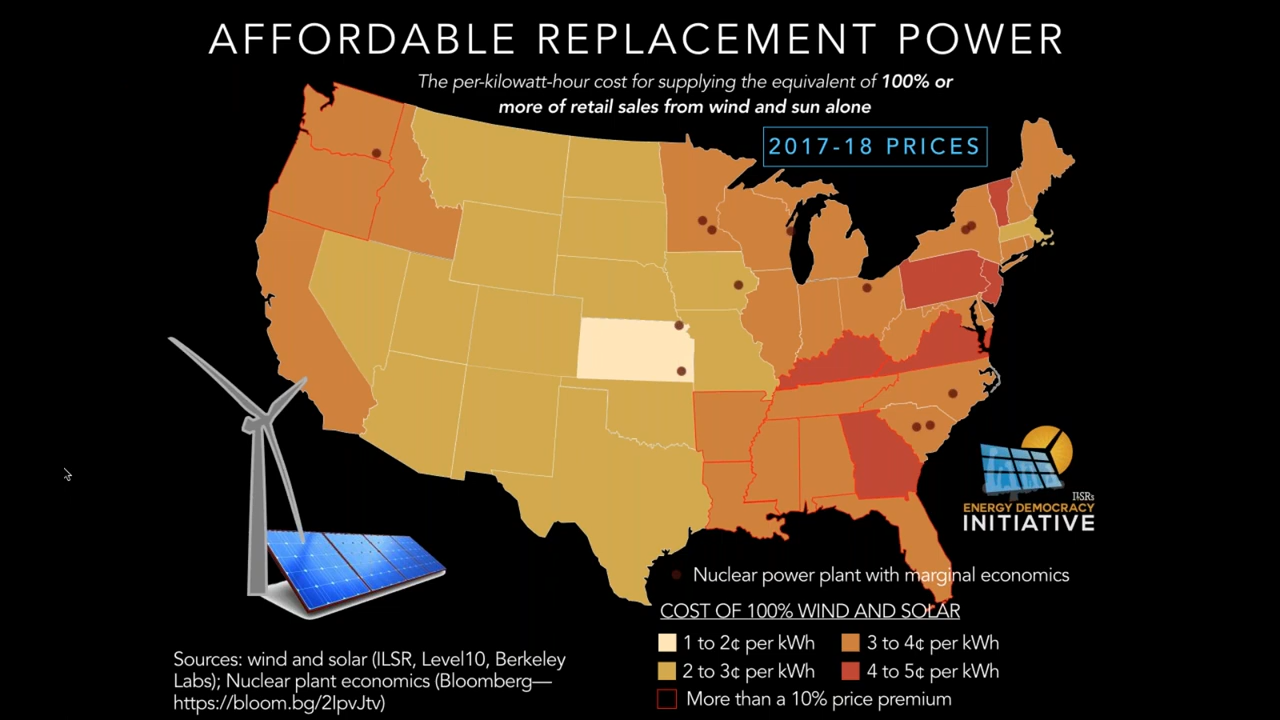 AFFORDABLE REPLACEMENT POWER
The per-kilowatt-hour cost for supplying the equivalent of 100% or
more of retail sales from wind and sun alone
2017-18 PRICES
ILSRs
ENERGY DEMOCRACY
INITIATIVE
Nuclear power plant with marginal economics
COST OF 100% WIND AND SOLAR
1 to 2¢ per kWh
3 to 4¢ per kWh
2 to 3¢ per kWh
4 to 5¢ per kWh
More than a 10% price premium
Sources: wind and solar (ILSR, Level10, Berkeley
Labs); Nuclear plant economics (Bloomberg—
https://bloom.bg/2IpvJtv)